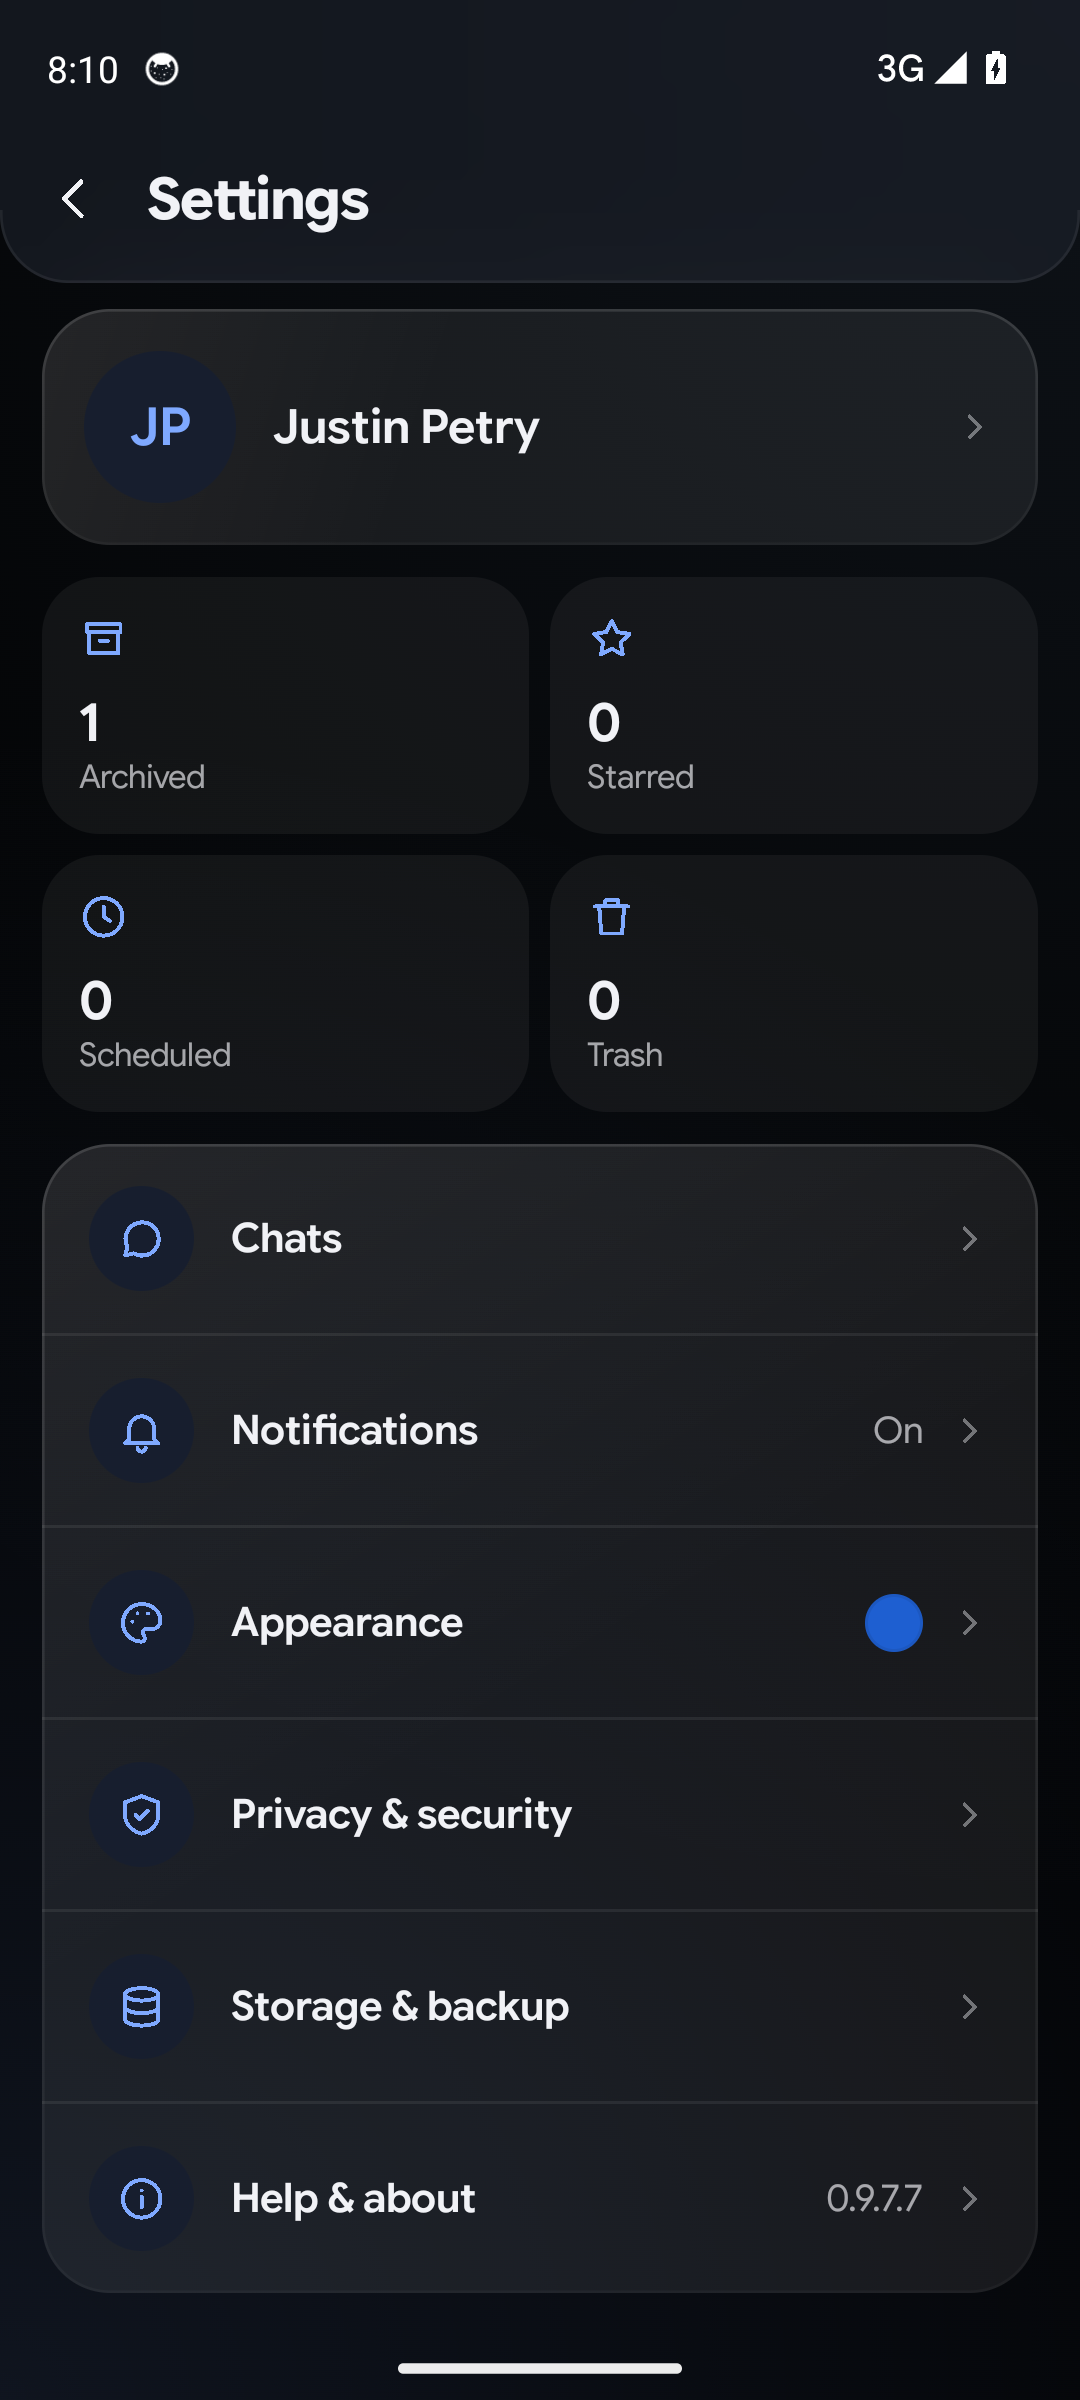 8:10
3G
Settings
JP
Justin Petry
1
Archived
0
Starred
0
Scheduled
0
Trash
Chats
Notifications
On
Appearance
Privacy & security
Storage & backup
Help & about
0.9.7.7